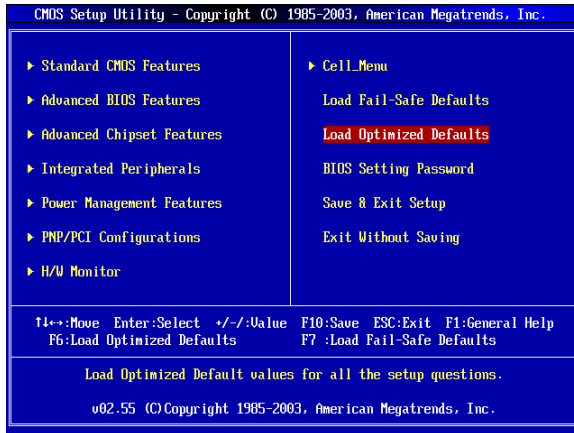 CMOS Setup Utility - Copyright (C) 1985-2003, American Megatrends, Inc.
▶ Standard CMOS Features
▶ Advanced BIOS Features
▶ Advanced Chipset Features
▶ Integrated Peripherals
▶ Power Management Features
▶ PNP/PCI Configurations
▶ H/W Monitor
▶ Cell_Menu
Load Fail-Safe Defaults
Load Optimized Defaults
BIOS Setting Password
Save & Exit Setup
Exit Without Saving
↑↓↔:Move Enter:Select +/-/:Value F10:Save ESC:Exit F1:General Help
F6:Load Optimized Defaults F7 :Load Fail-Safe Defaults
Load Optimized Default values for all the setup questions.
v02.55 (C)Copyright 1985-2003, American Megatrends, Inc.